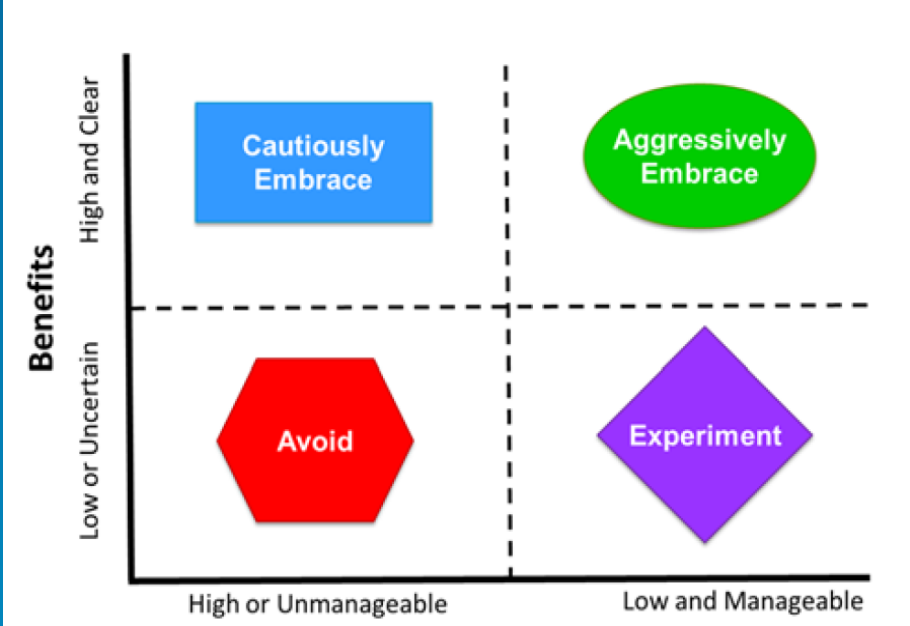 High and Clear
Cautiously
Embrace
Aggressively
Embrace
Benefits
Low or Uncertain
Avoid
Experiment
High or Unmanageable
Low and Manageable